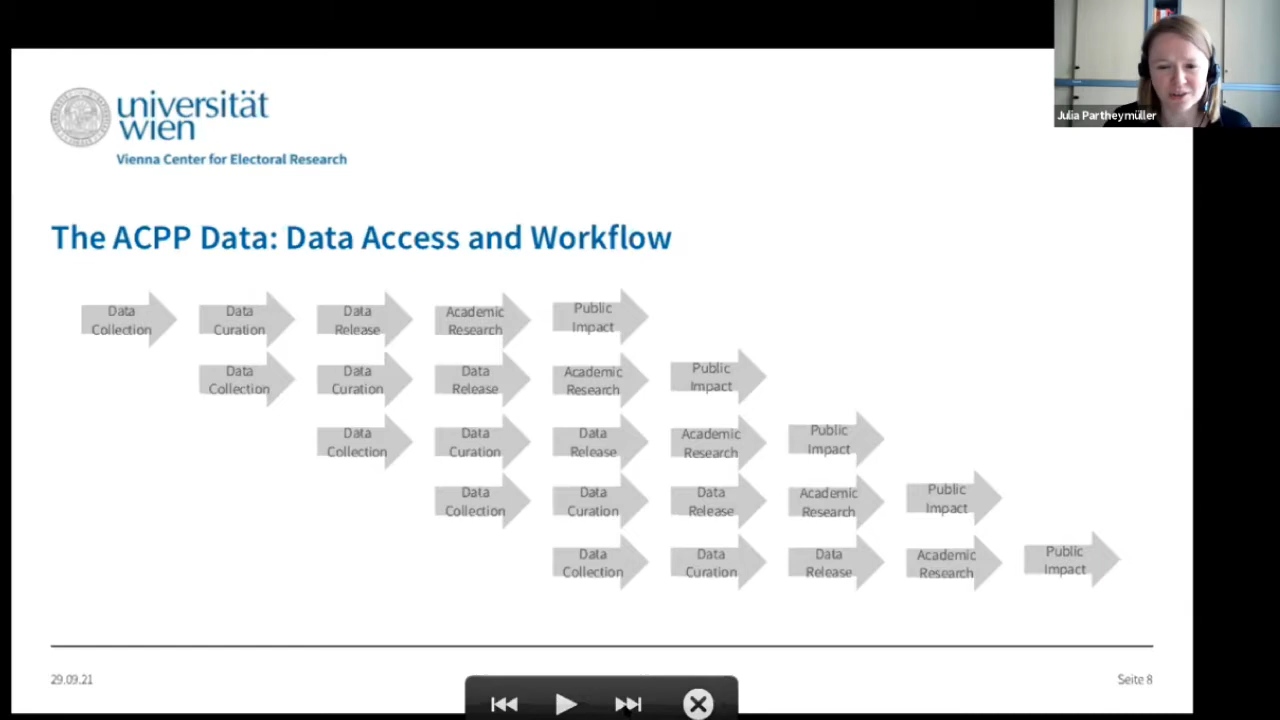 universität
wien
Vienna Center for Electoral Research
Julia Partheymüller
The ACPP Data: Data Access and Workflow
Data
Collection
Data
Curation
Data
Release
Academic
Research
Public
Impact
Data
Collection
Data
Curation
Data
Release
Academic
Research
Public
Impact
Data
Collection
Data
Curation
Data
Release
Academic
Research
Public
Impact
Data
Collection
Data
Curation
Data
Release
Academic
Research
Public
Impact
Data
Collection
Data
Curation
Data
Release
Academic
Research
Public
Impact
29.09.21
Seite 8